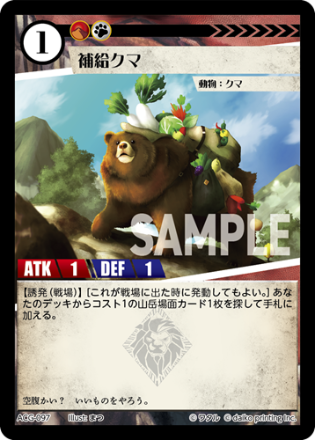 1
補給クマ
動物：クマ
SAMPLE
ATK 1 DEF 1
【誘発（戦場）】[これが戦場に出た時に発動してもよい。] あな
たのデッキからコスト1の山岳場面カード1枚を探して手札に
加える。
空腹かい？　いいものをやろう。
ACG-097 Illust: まつ © ワタル © daiko printing inc.